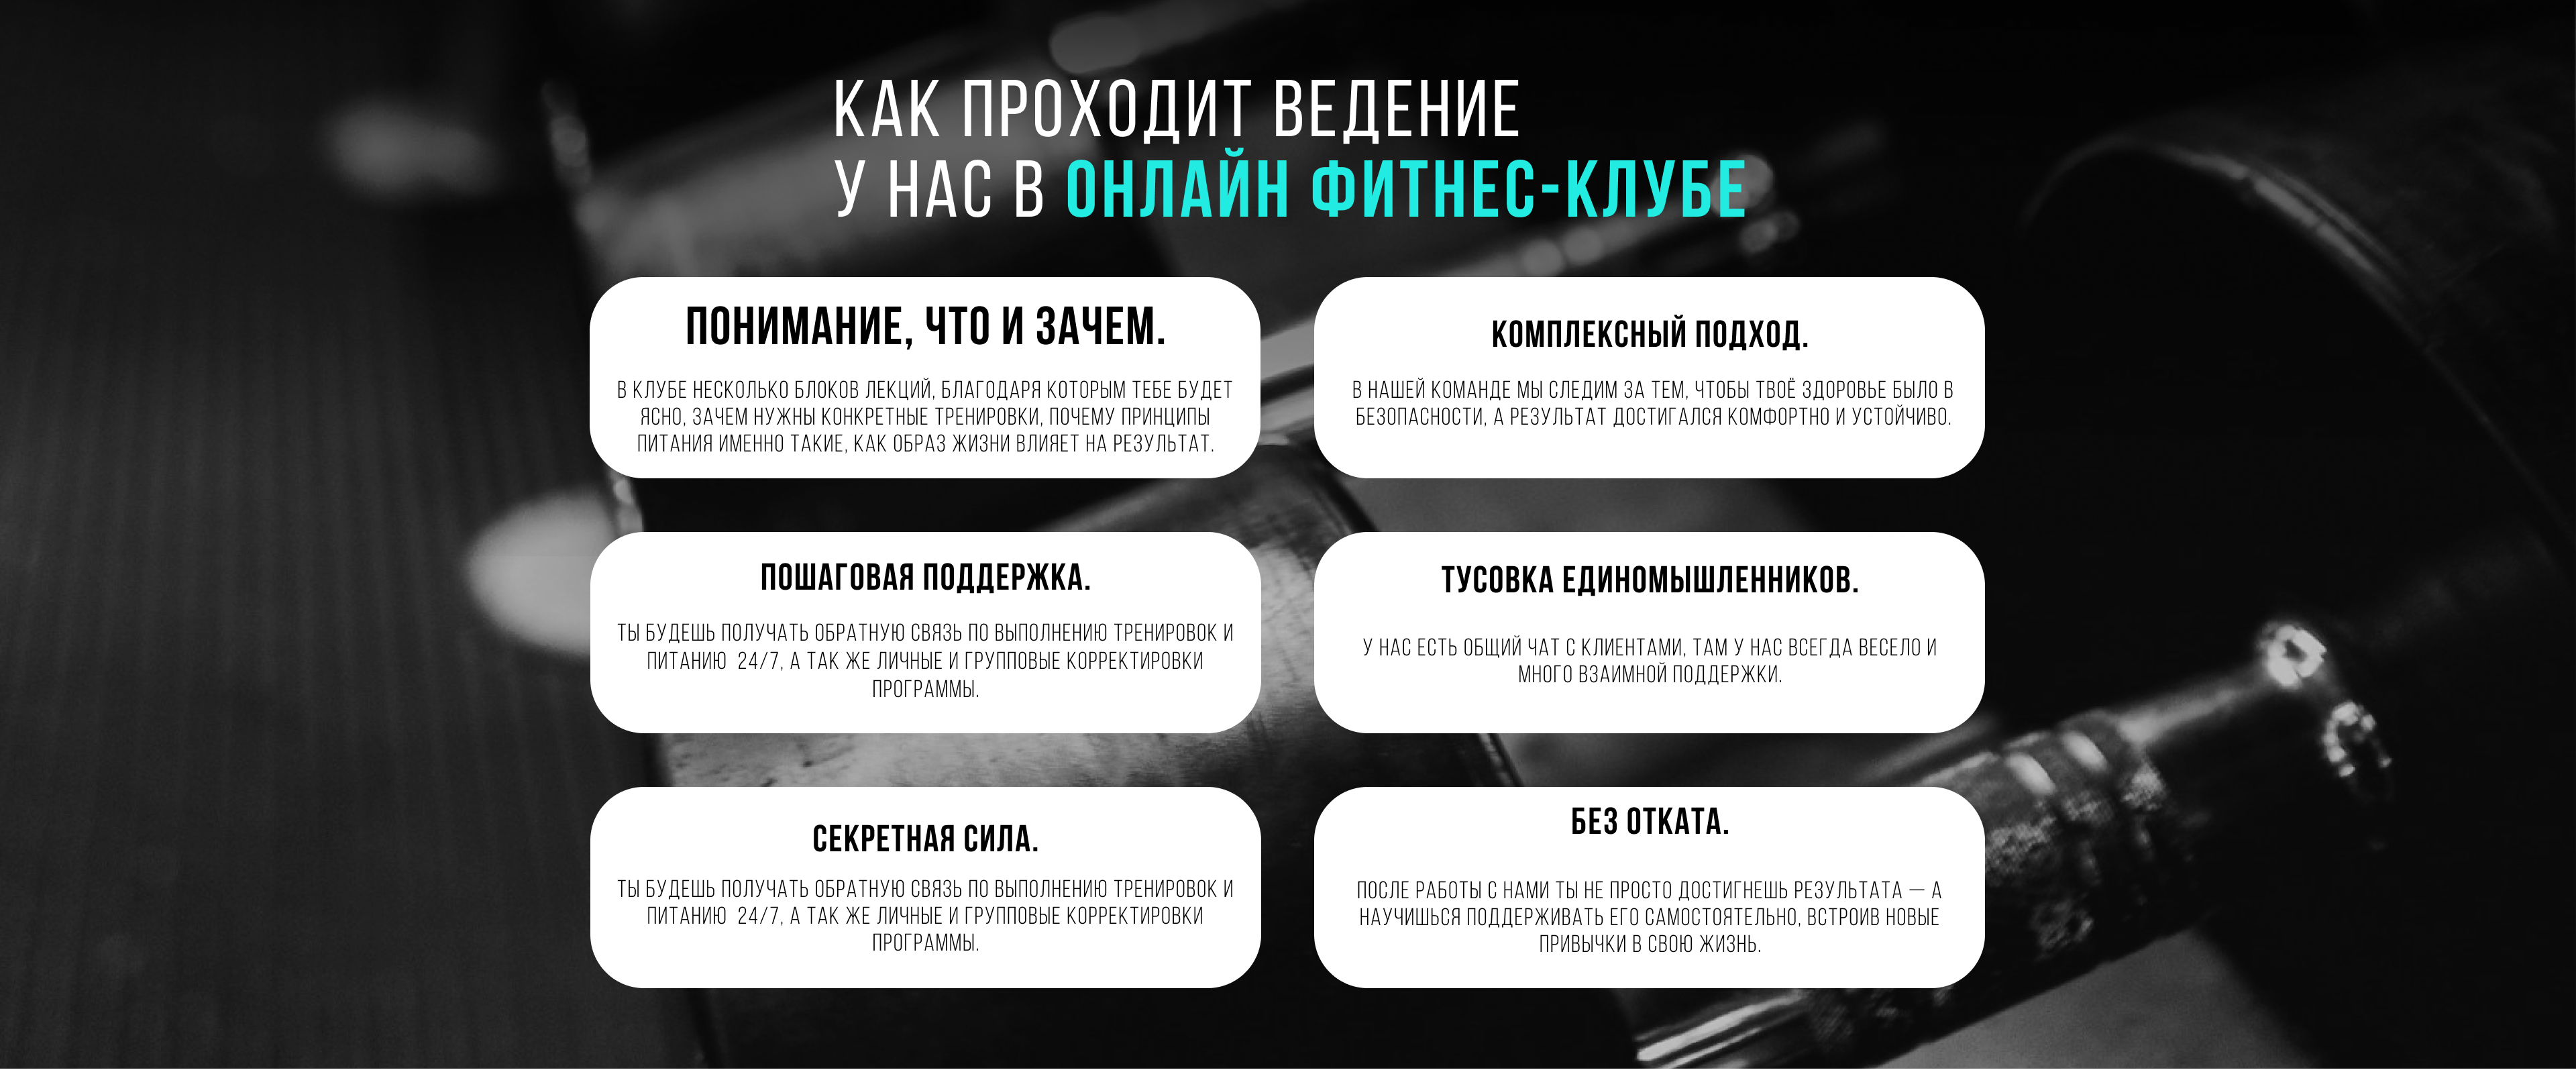 КАК ПРОХОДИТ ВЕДЕНИЕ
У НАС В ОНЛАЙН ФИТНЕС-КЛУБЕ
ПОНИМАНИЕ, ЧТО И ЗАЧЕМ.
В КЛУБЕ НЕСКОЛЬКО БЛОКОВ ЛЕКЦИЙ, БЛАГОДАРЯ КОТОРЫМ ТЕБЕ БУДЕТ
ЯСНО, ЗАЧЕМ НУЖНЫ КОНКРЕТНЫЕ ТРЕНИРОВКИ, ПОЧЕМУ ПРИНЦИПЫ
ПИТАНИЯ ИМЕННО ТАКИЕ, КАК ОБРАЗ ЖИЗНИ ВЛИЯЕТ НА РЕЗУЛЬТАТ.
КОМПЛЕКСНЫЙ ПОДХОД.
В НАШЕЙ КОМАНДЕ МЫ СЛЕДИМ ЗА ТЕМ, ЧТОБЫ ТВОЁ ЗДОРОВЬЕ БЫЛО В
БЕЗОПАСНОСТИ, А РЕЗУЛЬТАТ ДОСТИГАЛСЯ КОМФОРТНО И УСТОЙЧИВО.
ПОШАГОВАЯ ПОДДЕРЖКА.
ТЫ БУДЕШЬ ПОЛУЧАТЬ ОБРАТНУЮ СВЯЗЬ ПО ВЫПОЛНЕНИЮ ТРЕНИРОВОК И
ПИТАНИЮ 24/7, А ТАК ЖЕ ЛИЧНЫЕ И ГРУППОВЫЕ КОРРЕКТИРОВКИ
ПРОГРАММЫ.
ТУСОВКА ЕДИНОМЫШЛЕННИКОВ.
У НАС ЕСТЬ ОБЩИЙ ЧАТ С КЛИЕНТАМИ, ТАМ У НАС ВСЕГДА ВЕСЕЛО И
МНОГО ВЗАИМНОЙ ПОДДЕРЖКИ.
СЕКРЕТНАЯ СИЛА.
ТЫ БУДЕШЬ ПОЛУЧАТЬ ОБРАТНУЮ СВЯЗЬ ПО ВЫПОЛНЕНИЮ ТРЕНИРОВОК И
ПИТАНИЮ 24/7, А ТАК ЖЕ ЛИЧНЫЕ И ГРУППОВЫЕ КОРРЕКТИРОВКИ
ПРОГРАММЫ.
БЕЗ ОТКАТА.
ПОСЛЕ РАБОТЫ С НАМИ ТЫ НЕ ПРОСТО ДОСТИГНЕШЬ РЕЗУЛЬТАТА — А
НАУЧИШЬСЯ ПОДДЕРЖИВАТЬ ЕГО САМОСТОЯТЕЛЬНО, ВСТРОИВ НОВЫЕ
ПРИВЫЧКИ В СВОЮ ЖИЗНЬ.